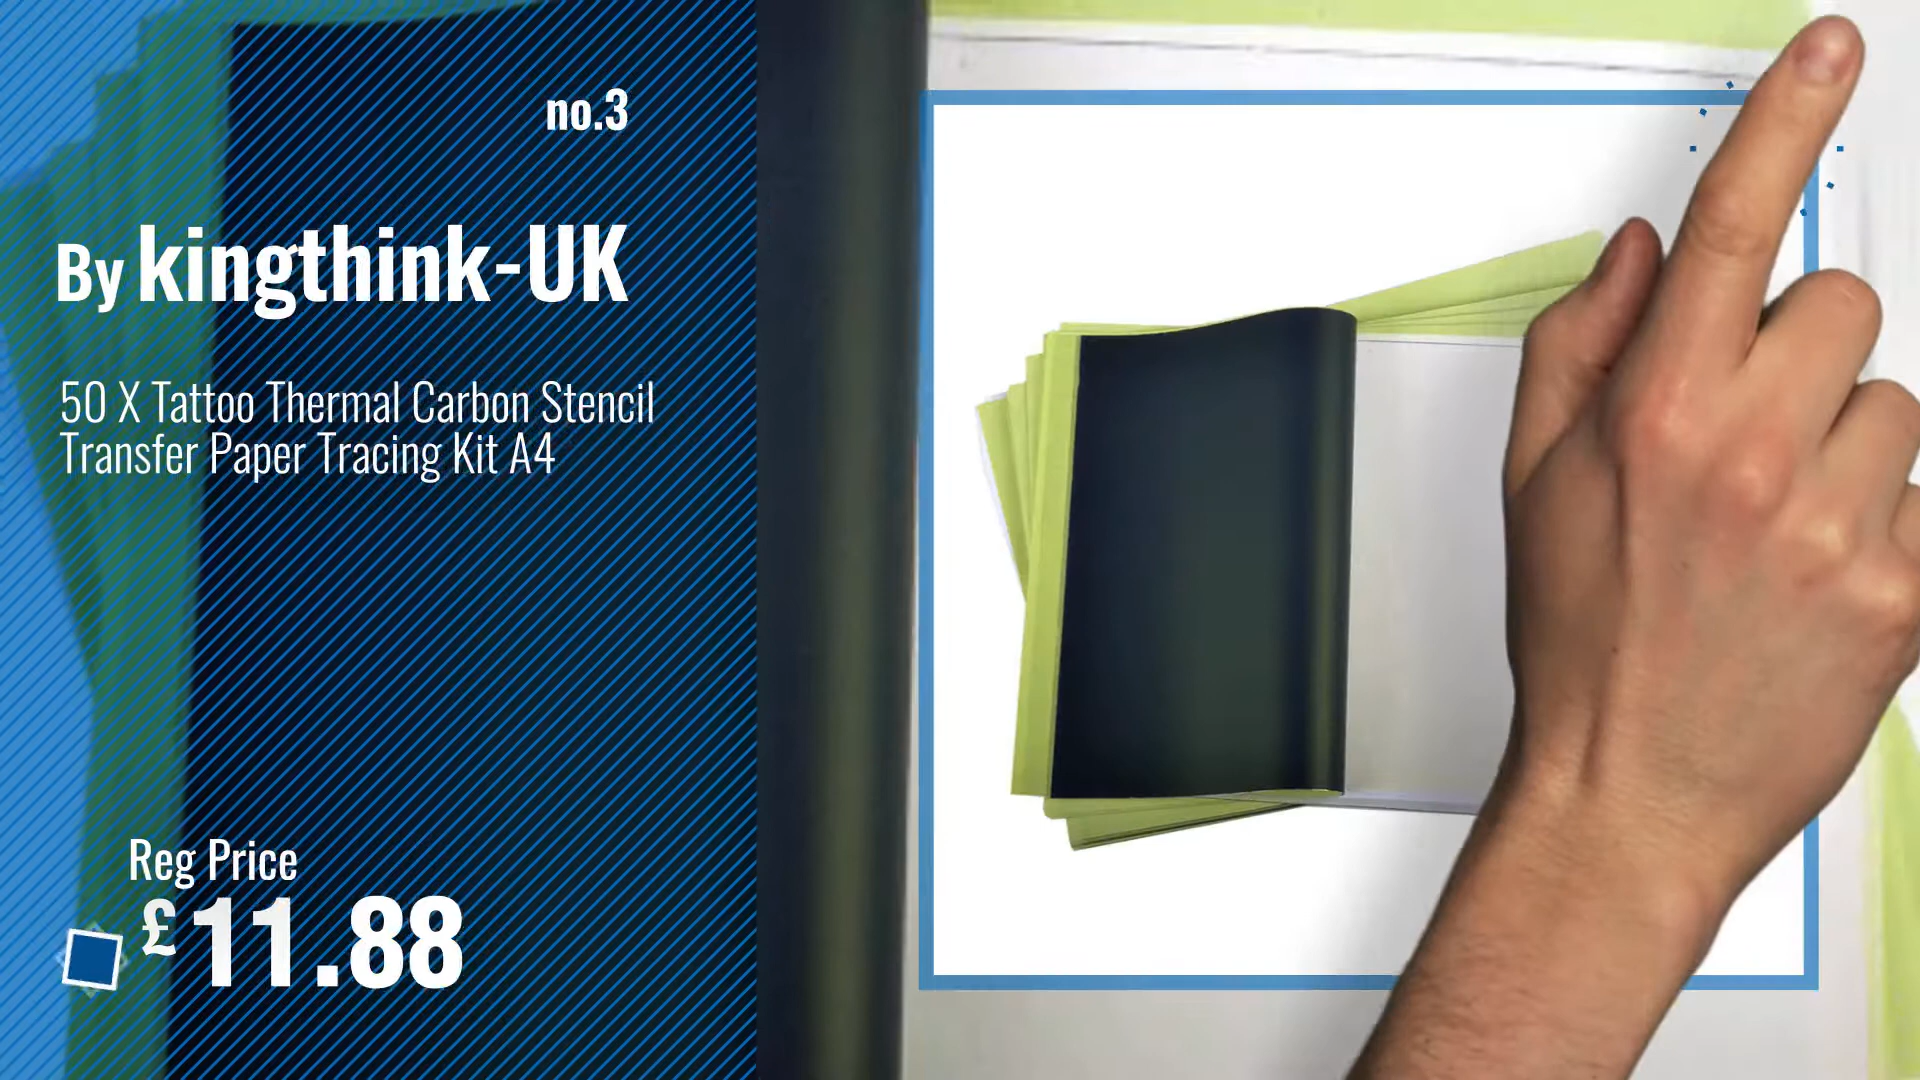 no.3
By kingthink-UK
50 X Tattoo Thermal Carbon Stencil
Transfer Paper Tracing Kit A4
Reg Price
£11.88